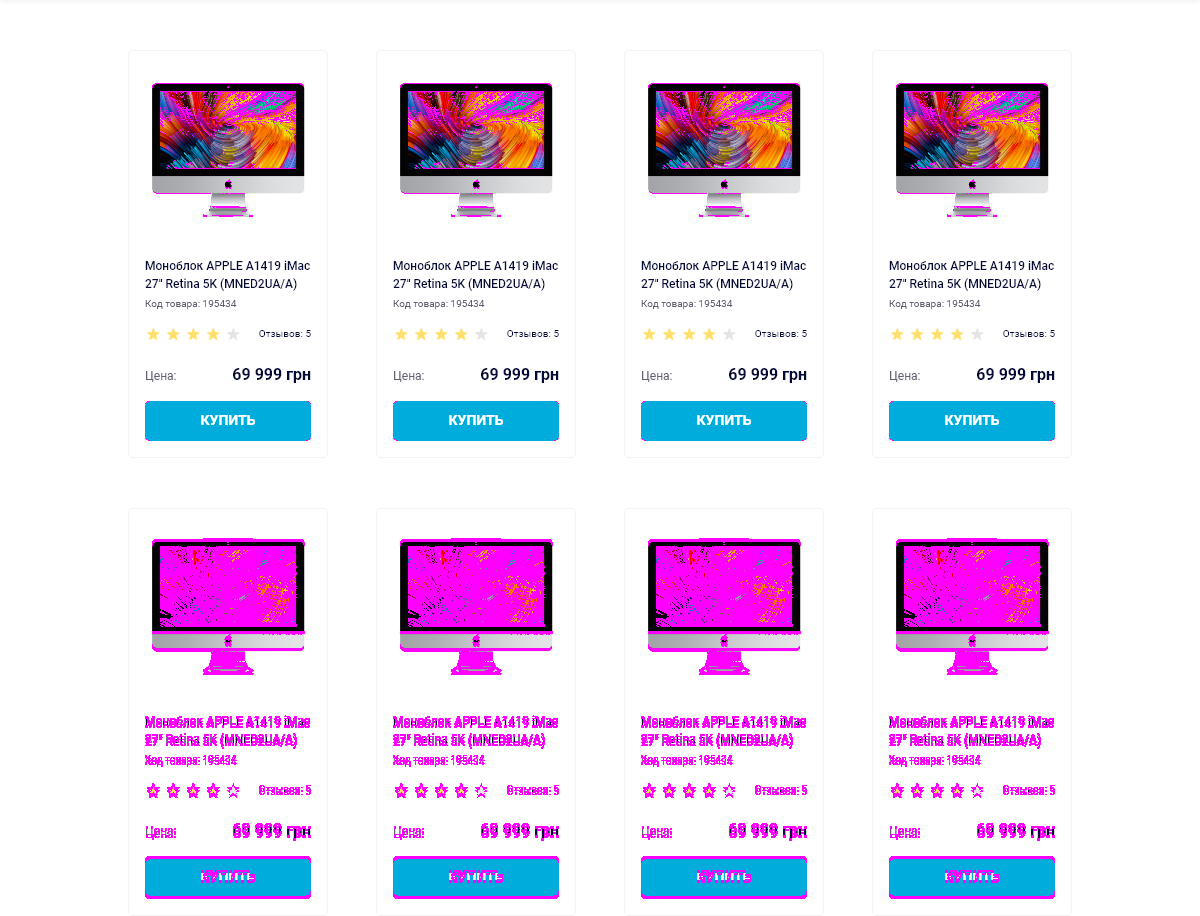 Моноблок APPLE A1419 iMac
27" Retina 5K (MNED2UA/A)
Код товара: 195434
Отзывов: 5
Цена: 69 999 грн
КУПИТЬ
Моноблок APPLE A1419 iMac
27" Retina 5K (MNED2UA/A)
Код товара: 195434
Отзывов: 5
Цена: 69 999 грн
КУПИТЬ
Моноблок APPLE A1419 iMac
27" Retina 5K (MNED2UA/A)
Код товара: 195434
Отзывов: 5
Цена: 69 999 грн
КУПИТЬ
Моноблок APPLE A1419 iMac
27" Retina 5K (MNED2UA/A)
Код товара: 195434
Отзывов: 5
Цена: 69 999 грн
КУПИТЬ
Моноблок APPLE A1419 iMac
27" Retina 5K (MNED2UA/A)
Код товара: 195434
Отзывов: 5
Цена: 69 999 грн
КУПИТЬ
Моноблок APPLE A1419 iMac
27" Retina 5K (MNED2UA/A)
Код товара: 195434
Отзывов: 5
Цена: 69 999 грн
КУПИТЬ
Моноблок APPLE A1419 iMac
27" Retina 5K (MNED2UA/A)
Код товара: 195434
Отзывов: 5
Цена: 69 999 грн
КУПИТЬ
Моноблок APPLE A1419 iMac
27" Retina 5K (MNED2UA/A)
Код товара: 195434
Отзывов: 5
Цена: 69 999 грн
КУПИТЬ